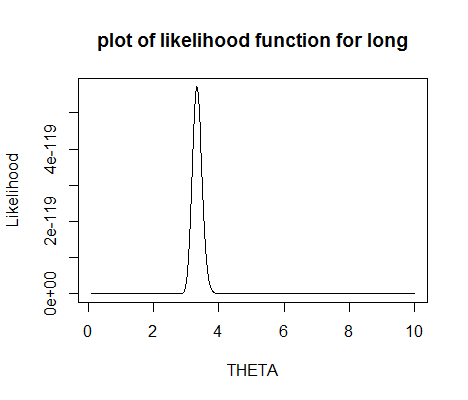 plot of likelihood function for long
Likelihood
4e-119
2e-119
0e+00
0 2 4 6 8 10
THETA